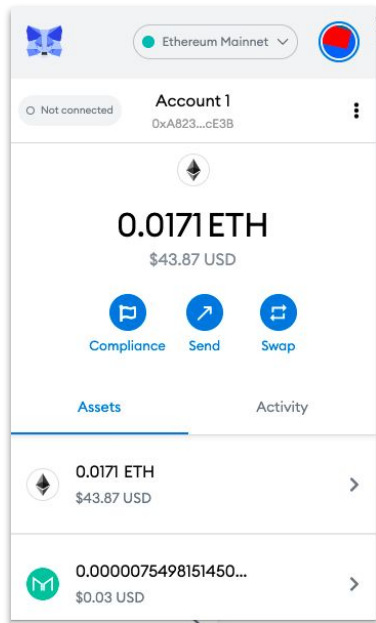 Ethereum Mainnet
Not connected
Account 1
0xA823...cE3B
0.0171 ETH
$43.87 USD
Compliance
Send
Swap
Assets
Activity
0.0171 ETH
$43.87 USD
0.0000075498151450...
$0.03 USD